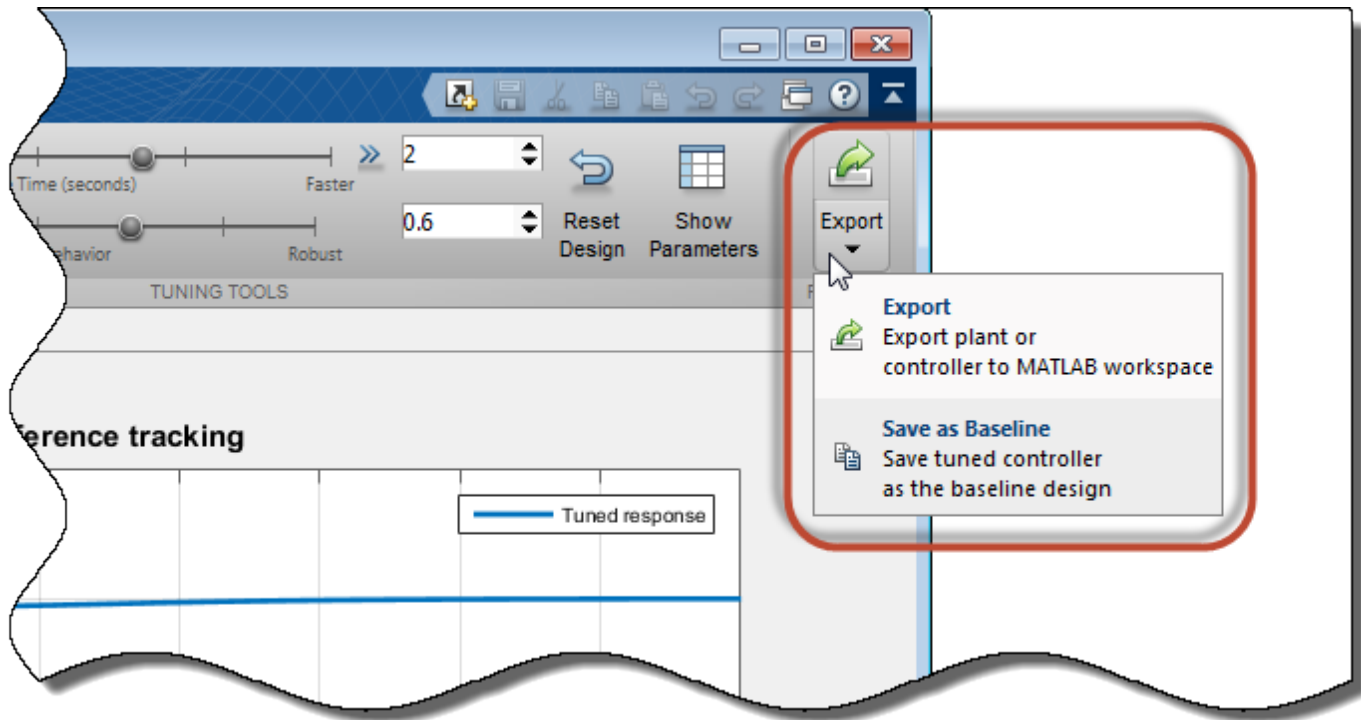 2
Time (seconds)
Faster
0.6
Behavior
Robust
Reset
Design
Show
Parameters
Export
TUNING TOOLS
Export
Export plant or
controller to MATLAB workspace
Save as Baseline
Save tuned controller
as the baseline design
erence tracking
Tuned response